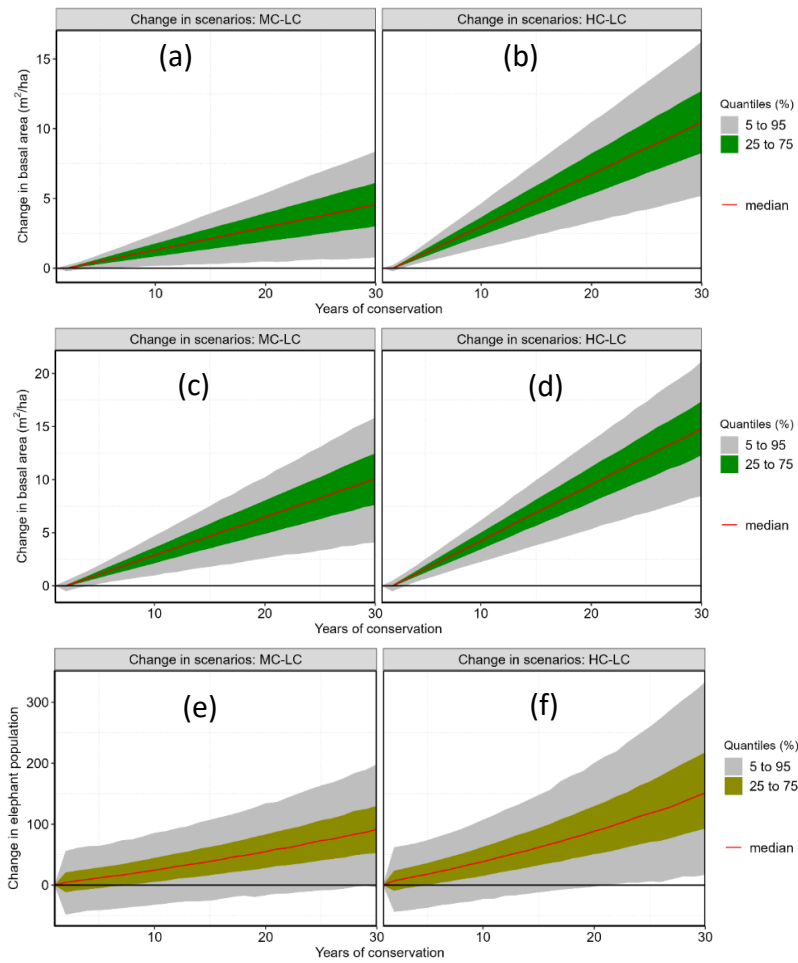 Change in scenarios: MC-LC
Change in scenarios: HC-LC
(a)
(b)
Change in basal area (m²/ha)
15
10
5
0
10
20
30
10
20
30
Years of conservation
Quantiles (%)
5 to 95
25 to 75
median
Change in scenarios: MC-LC
Change in scenarios: HC-LC
(c)
(d)
Change in basal area (m²/ha)
20
15
10
5
0
10
20
30
10
20
30
Years of conservation
Quantiles (%)
5 to 95
25 to 75
median
Change in scenarios: MC-LC
Change in scenarios: HC-LC
(e)
(f)
Change in elephant population
300
200
100
0
10
20
30
10
20
30
Years of conservation
Quantiles (%)
5 to 95
25 to 75
median